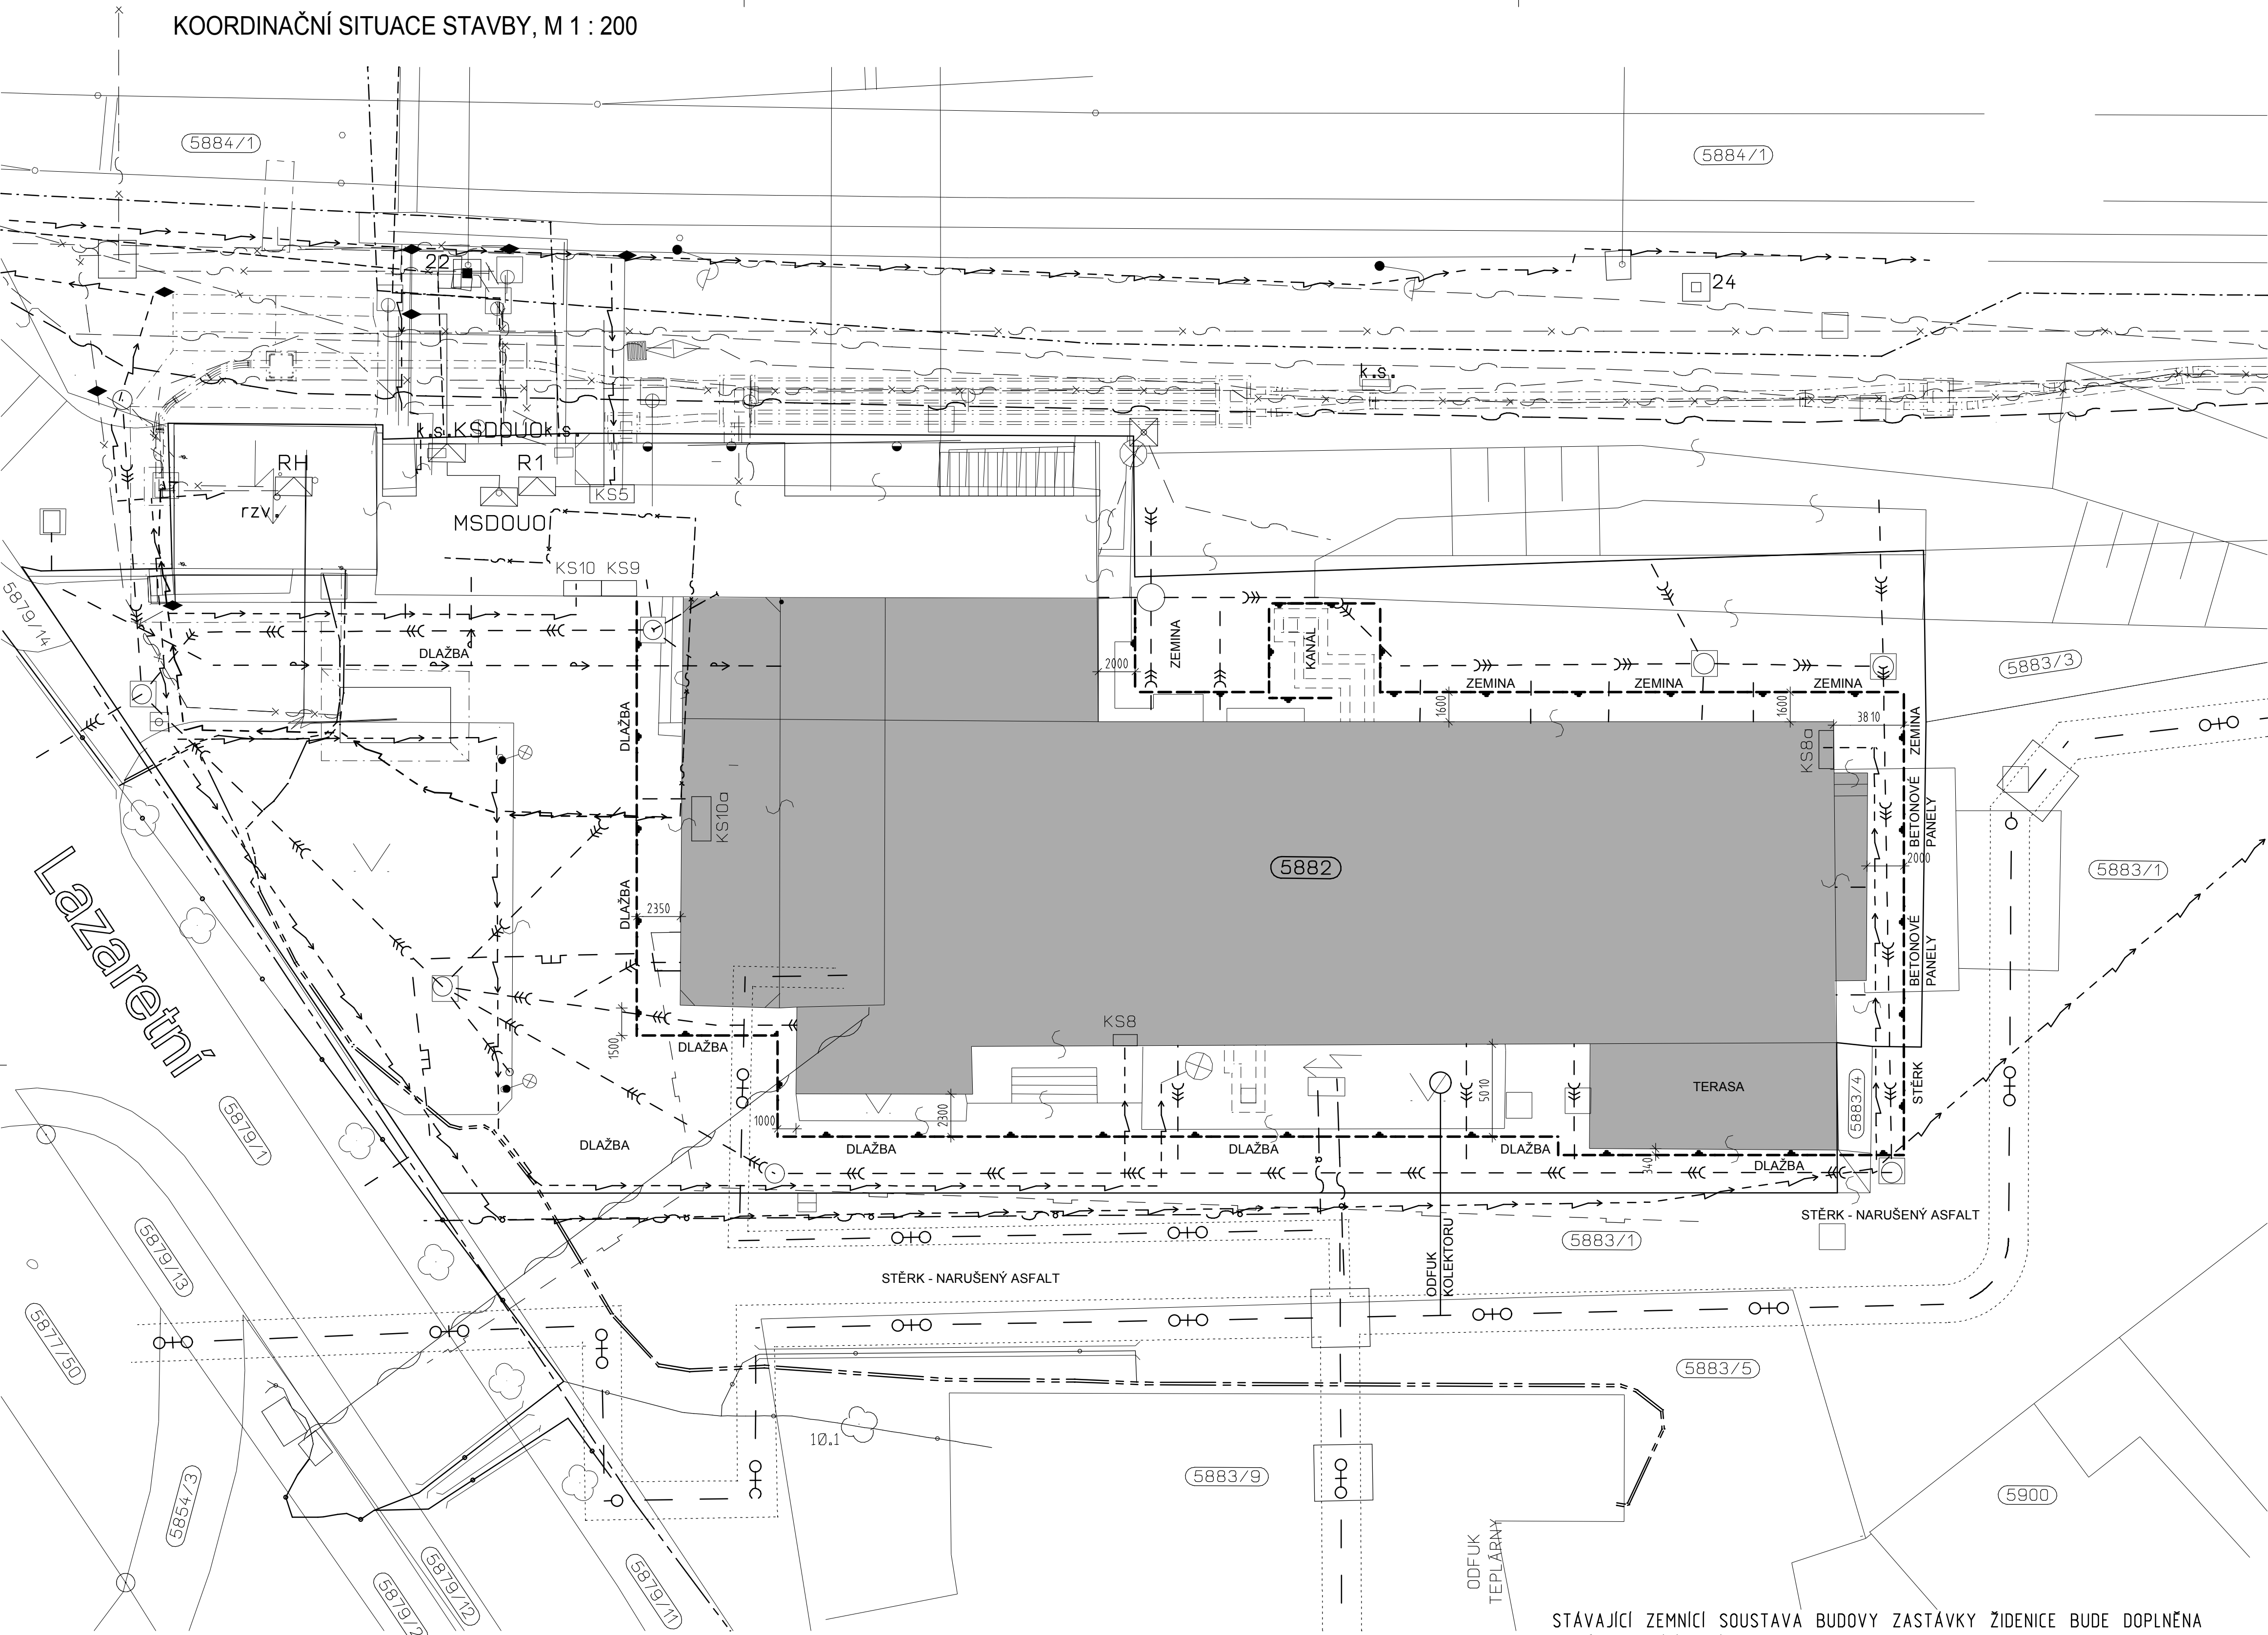 KOORDINAČNÍ SITUACE STAVBY, M 1 : 200
5884/1
5884/1
22
24
k.s.
k.s.KSDOUOk.s.
RH
R1
KS5
rzv.
MSDOUO
KS10 KS9
5879/14
DLAŽBA
2000
ZEMINA
KANÁL
ZEMINA
ZEMINA
ZEMINA
5883/3
1600
1600
3810
ZEMINA
DLAŽBA
KS8a
KS10a
BETONOVÉ
PANELY
2000
5882
5883/1
Lazaretní
DLAŽBA
2350
BETONOVÉ
PANELY
KS8
1500
DLAŽBA
TERASA
5010
5883/4
STĚRK
2300
1000
5879/1
DLAŽBA
DLAŽBA
DLAŽBA
DLAŽBA
340
DLAŽBA
STĚRK - NARUŠENÝ ASFALT
5883/1
5879/13
STĚRK - NARUŠENÝ ASFALT
ODFUK
KOLEKTORU
5877/50
5883/5
10.1
5883/9
5854/3
5900
ODFUK
TEPLÁRNY
5879/12
5879/11
5879/2
STÁVAJÍCÍ ZEMNÍCÍ SOUSTAVA BUDOVY ZASTÁVKY ŽIDENICE BUDE DOPLNĚNA